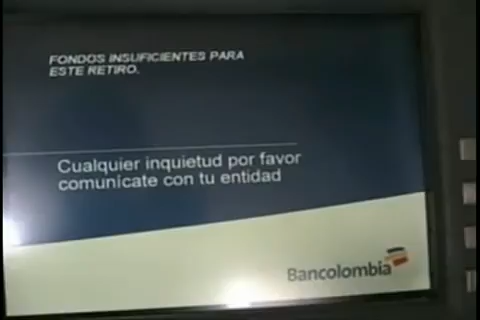 FONDOS INSUFICIENTES PARA
ESTE RETIRO.
Cualquier inquietud por favor
comunícate con tu entidad
Bancolombia